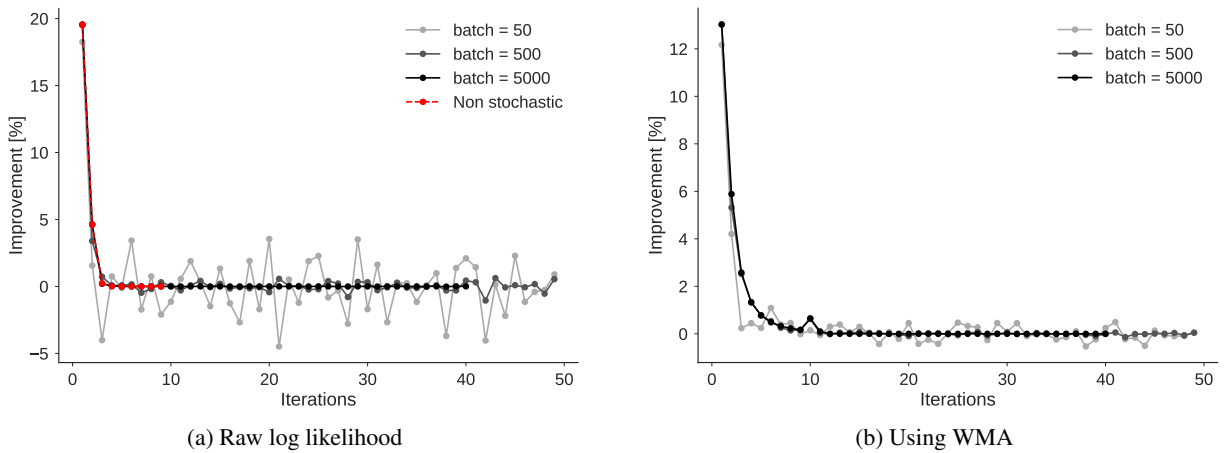 20
15
10
5
0
−5
0
10
20
30
40
50
Improvement [%]
Iterations
batch = 50
batch = 500
batch = 5000
Non stochastic
(a) Raw log likelihood
12
10
8
6
4
2
0
0
10
20
30
40
50
Improvement [%]
Iterations
batch = 50
batch = 500
batch = 5000
(b) Using WMA